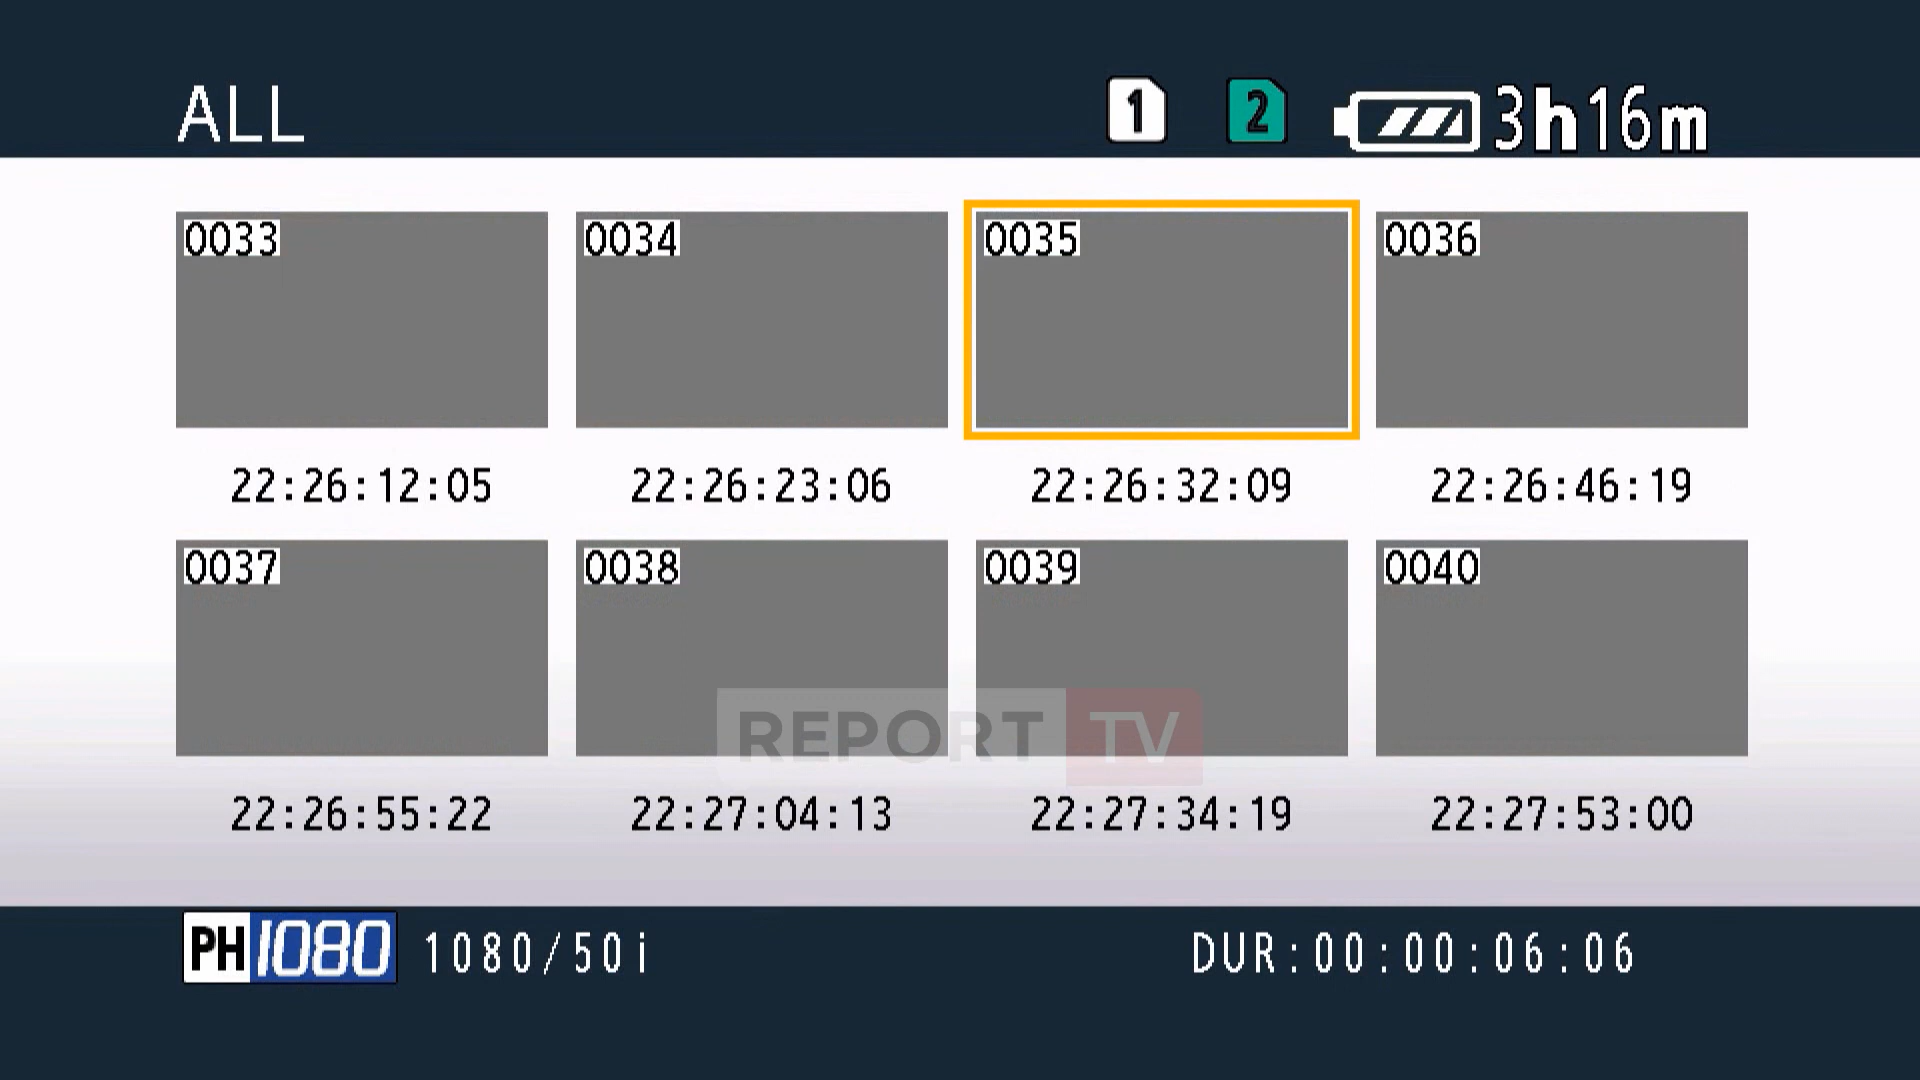 ALL 1 2 3h16m
0033 0034 0035 0036
22:26:12:05 22:26:23:06 22:26:32:09 22:26:46:19
0037 0038 0039 0040
REPORT TV
22:26:55:22 22:27:04:13 22:27:34:19 22:27:53:00
PH 1080 1080/50i DUR:00:00:06:06